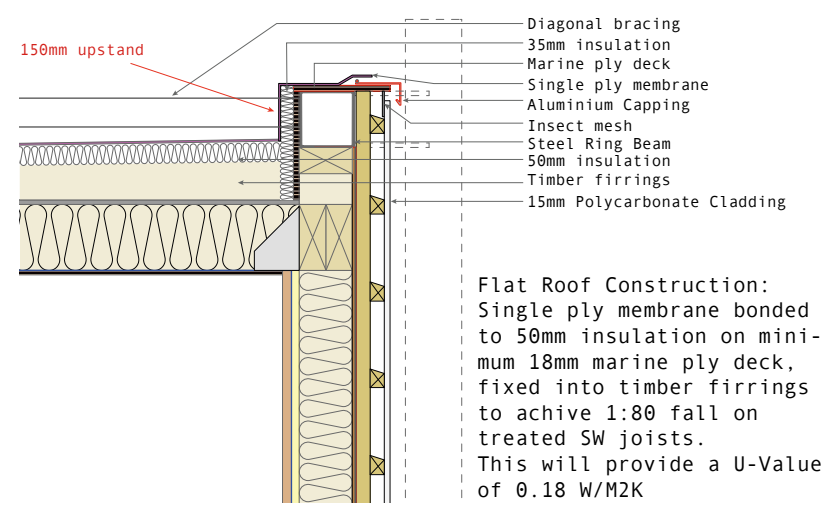 Diagonal bracing
150mm upstand
35mm insulation
Marine ply deck
Single ply membrane
Aluminium Capping
Insect mesh
Steel Ring Beam
50mm insulation
Timber firrings
15mm Polycarbonate Cladding
Flat Roof Construction:
Single ply membrane bonded
to 50mm insulation on mini-
mum 18mm marine ply deck,
fixed into timber firrings
to achive 1:80 fall on
treated SW joists.
This will provide a U-Value
of 0.18 W/M2K